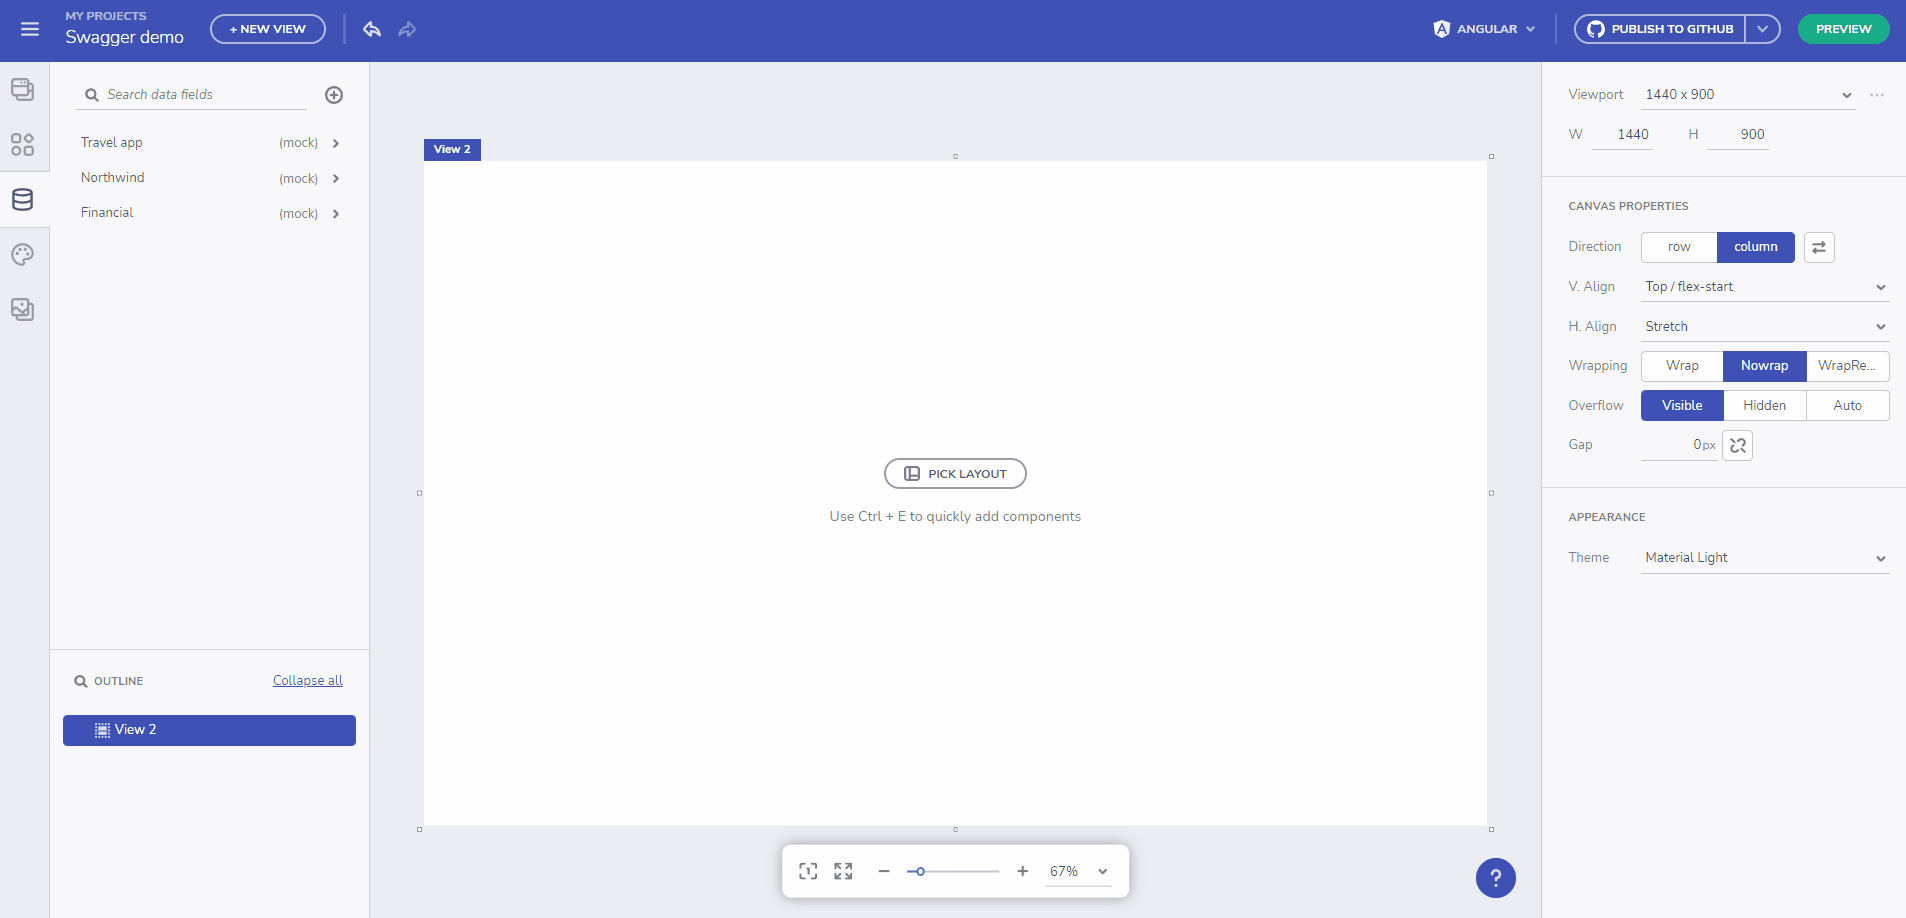 MY PROJECTS
Swagger demo
+ NEW VIEW
ANGULAR
PUBLISH TO GITHUB
PREVIEW
Search data fields
Travel app (mock)
Northwind (mock)
Financial (mock)
OUTLINE
Collapse all
View 2
View 2
PICK LAYOUT
Use Ctrl + E to quickly add components
67%
?
Viewport 1440 x 900
W 1440 H 900
CANVAS PROPERTIES
Direction row column
V. Align Top / flex-start
H. Align Stretch
Wrapping Wrap Nowrap WrapRe...
Overflow Visible Hidden Auto
Gap 0px
APPEARANCE
Theme Material Light